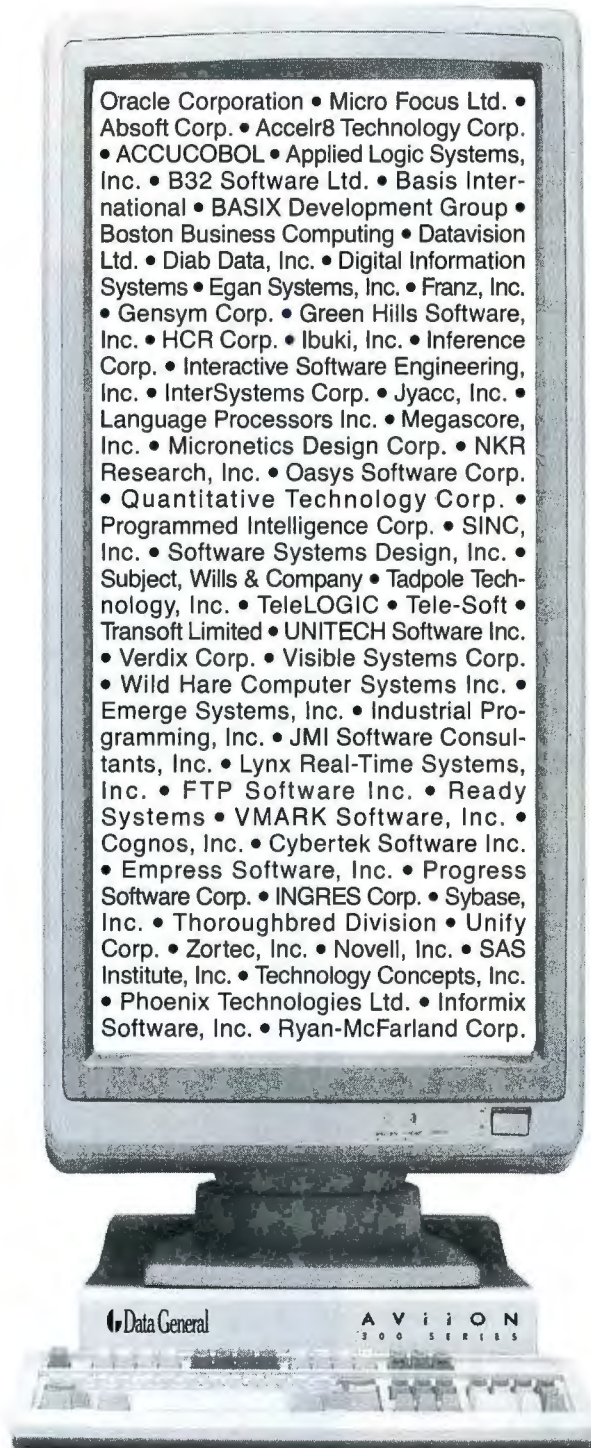 Oracle Corporation • Micro Focus Ltd. •
Absoft Corp. • Accelr8 Technology Corp.
• ACCUCOBOL • Applied Logic Systems,
Inc. • B32 Software Ltd. • Basis Inter-
national • BASIX Development Group •
Boston Business Computing • Datavision
Ltd. • Diab Data, Inc. • Digital Information
Systems • Egan Systems, Inc. • Franz, Inc.
• Gensym Corp. • Green Hills Software,
Inc. • HCR Corp. • Ibuki, Inc. • Inference
Corp. • Interactive Software Engineering,
Inc. • InterSystems Corp. • Jyacc, Inc. •
Language Processors Inc. • Megascore,
Inc. • Micronetics Design Corp. • NKR
Research, Inc. • Oasys Software Corp.
• Quantitative Technology Corp. •
Programmed Intelligence Corp. • SINC,
Inc. • Software Systems Design, Inc. •
Subject, Wills & Company • Tadpole Tech-
nology, Inc. • TeleLOGIC • Tele-Soft •
Transoft Limited • UNITECH Software Inc.
• Verdix Corp. • Visible Systems Corp.
• Wild Hare Computer Systems Inc. •
Emerge Systems, Inc. • Industrial Pro-
gramming, Inc. • JMI Software Consul-
tants, Inc. • Lynx Real-Time Systems,
Inc. • FTP Software Inc. • Ready
Systems • VMARK Software, Inc. •
Cognos, Inc. • Cybertek Software Inc.
• Empress Software, Inc. • Progress
Software Corp. • INGRES Corp. • Sybase,
Inc. • Thoroughbred Division • Unify
Corp. • Zortec, Inc. • Novell, Inc. • SAS
Institute, Inc. • Technology Concepts, Inc.
• Phoenix Technologies Ltd. • Informix
Software, Inc. • Ryan-McFarland Corp.
Data General AViiON
300 SERIES